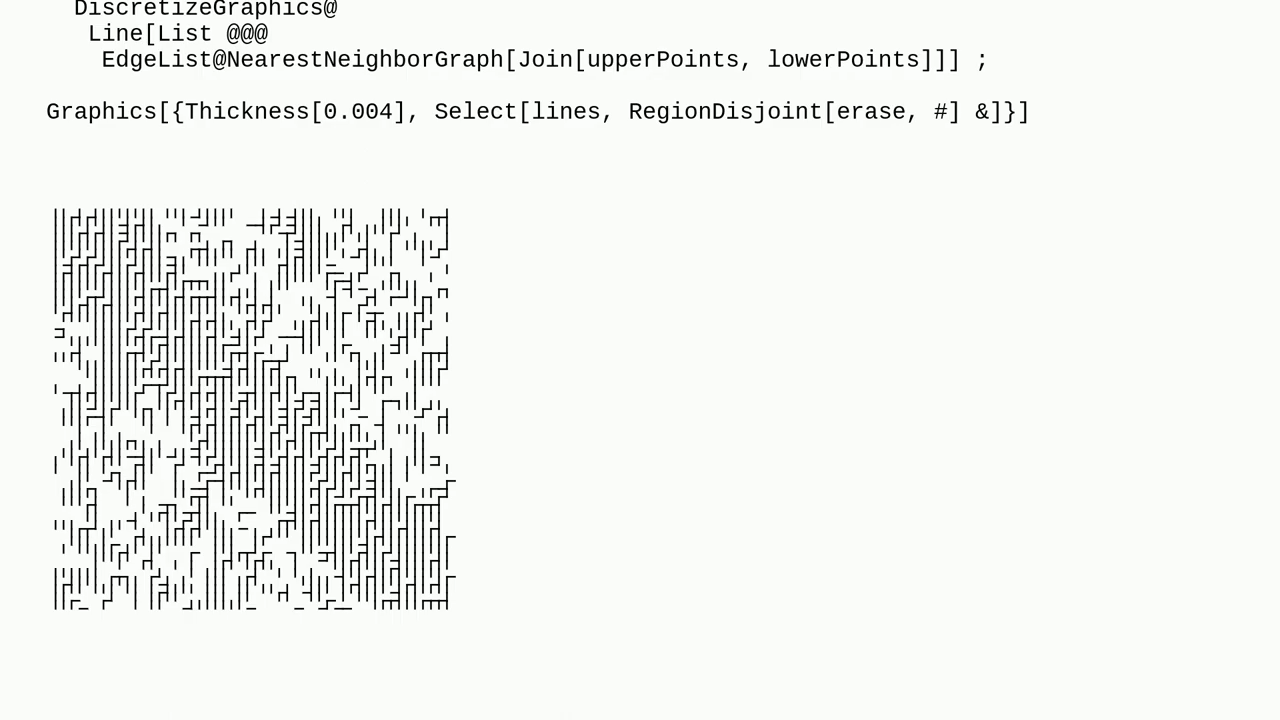 DiscretizeGraphics@
Line[List @@@
EdgeList@NearestNeighborGraph[Join[upperPoints, lowerPoints]]] ;
Graphics[{Thickness[0.004], Select[lines, RegionDisjoint[erase, #] &]}]